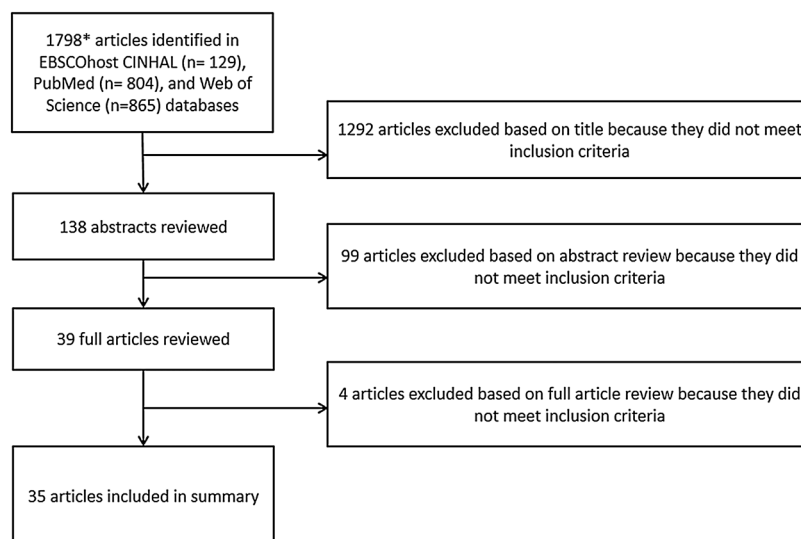 1798* articles identified in
EBSCOhost CINHAL (n= 129),
PubMed (n= 804), and Web of
Science (n=865) databases
1292 articles excluded based on title because they did not meet
inclusion criteria
138 abstracts reviewed
99 articles excluded based on abstract review because they did
not meet inclusion criteria
39 full articles reviewed
4 articles excluded based on full article review because they did
not meet inclusion criteria
35 articles included in summary